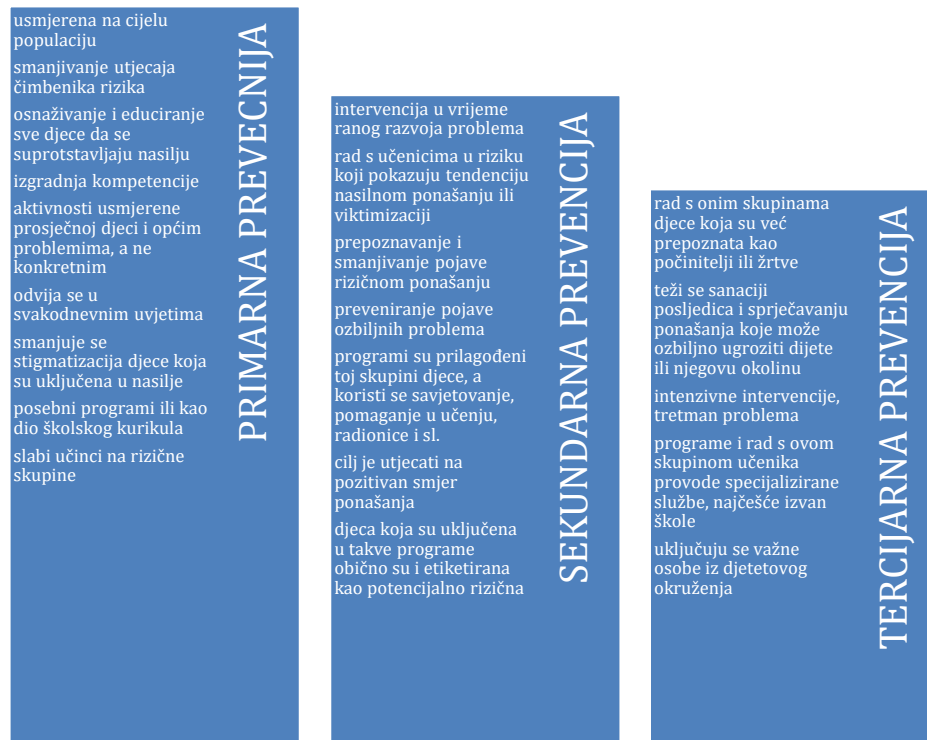 usmjerena na cijelu
populaciju
smanjivanje utjecaja
čimbenika rizika
osnaživanje i educiranje
sve djece da se
suprotstavljaju nasilju
izgradnja kompetencije
aktivnosti usmjerene
prosječnoj djeci i općim
problemima, a ne
konkretnim
odvija se u
svakodnevnim uvjetima
smanjuje se
stigmatizacija djece koja
su uključena u nasilje
posebni programi ili kao
dio školskog kurikula
slabi učinci na rizične
skupine
PRIMARNA PREVECNIJA
intervencija u vrijeme
ranog razvoja problema
rad s učenicima u riziku
koji pokazuju tendenciju
nasilnom ponašanju ili
viktimizaciji
prepoznavanje i
smanjivanje pojave
rizičnom ponašanju
preveniranje pojave
ozbiljnih problema
programi su prilagođeni
toj skupini djece, a
koristi se savjetovanje,
pomaganje u učenju,
radionice i sl.
cilj je utjecati na
pozitivan smjer
ponašanja
djeca koja su uključena
u takve programe
obično su i etiketirana
kao potencijalno rizična
SEKUNDARNA PREVENCIJA
rad s onim skupinama
djece koja su već
prepoznata kao
počinitelji ili žrtve
teži se sanaciji
posljedica i sprječavanju
ponašanja koje može
ozbiljno ugroziti dijete
ili njegovu okolinu
intenzivne intervencije,
tretman problema
programe i rad s ovom
skupinom učenika
provode specijalizirane
službe, najčešće izvan
škole
uključuju se važne
osobe iz djetetovog
okruženja
TERCIJARNA PREVENCIJA